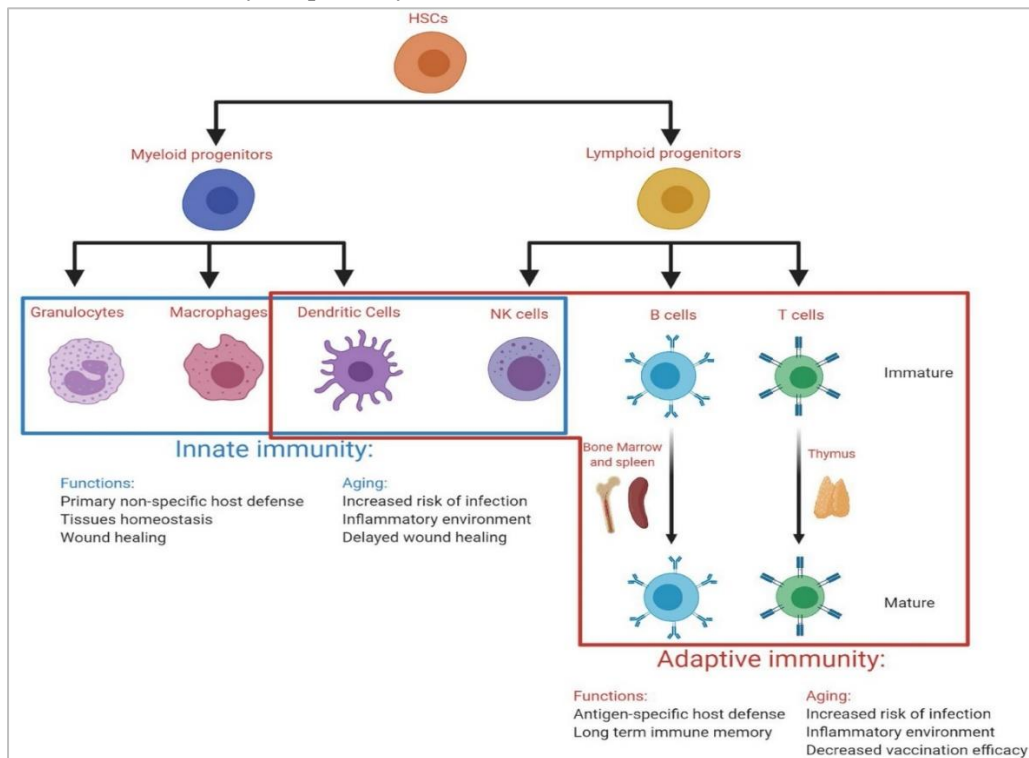 HSCs
Myeloid progenitors
Lymphoid progenitors
Granulocytes
Macrophages
Dendritic Cells
NK cells
B cells
T cells
Immature
Innate immunity:
Functions:
Primary non-specific host defense
Tissues homeostasis
Wound healing
Aging:
Increased risk of infection
Inflammatory environment
Delayed wound healing
Bone Marrow
and spleen
Thymus
Mature
Adaptive immunity:
Functions:
Antigen-specific host defense
Long term immune memory
Aging:
Increased risk of infection
Inflammatory environment
Decreased vaccination efficacy